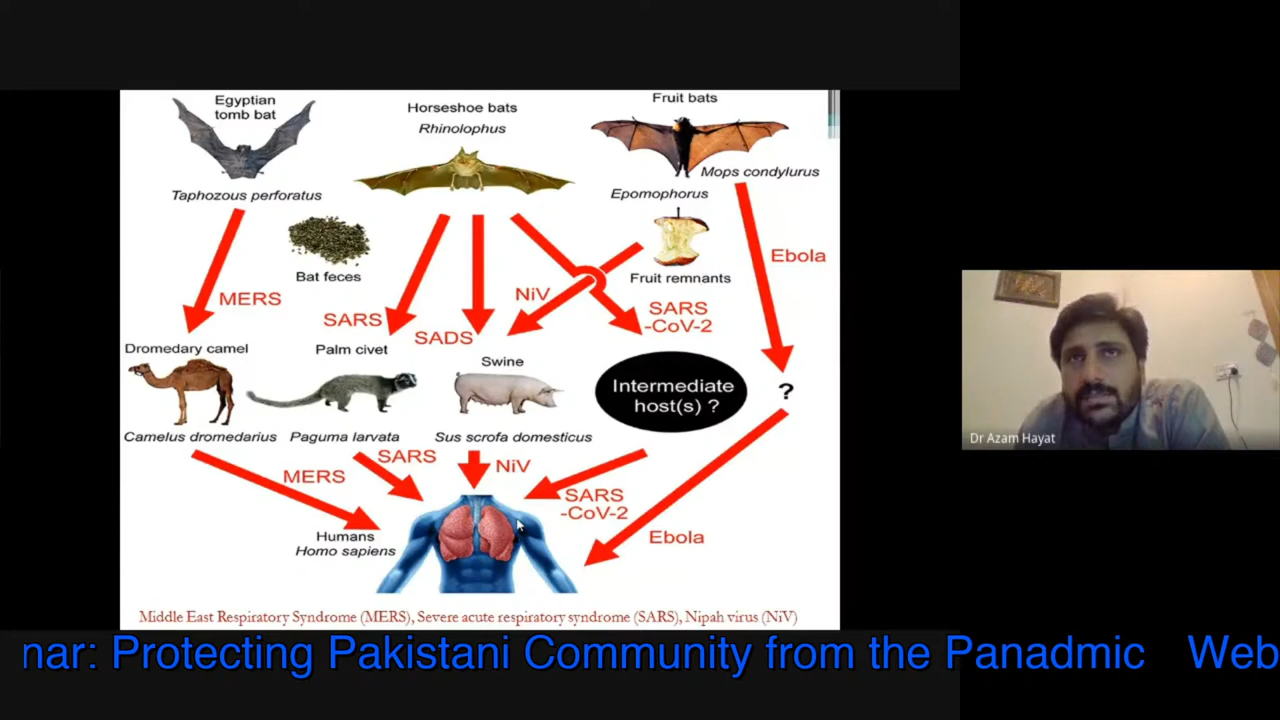 Egyptian
tomb bat
Horseshoe bats
Rhinolophus
Fruit bats
Mops condylurus
Taphozous perforatus
Epomophorus
Bat feces
Fruit remnants
Ebola
MERS
NiV
SARS
SADS
SARS
-CoV-2
Dromedary camel
Palm civet
Swine
Intermediate
host(s) ?
?
Camelus dromedarius
Paguma larvata
Sus scrofa domesticus
MERS
SARS
NiV
SARS
-CoV-2
Ebola
Humans
Homo sapiens
Middle East Respiratory Syndrome (MERS), Severe acute respiratory syndrome (SARS), Nipah virus (NiV)
Dr Azam Hayat
nar: Protecting Pakistani Community from the Panadmic Web